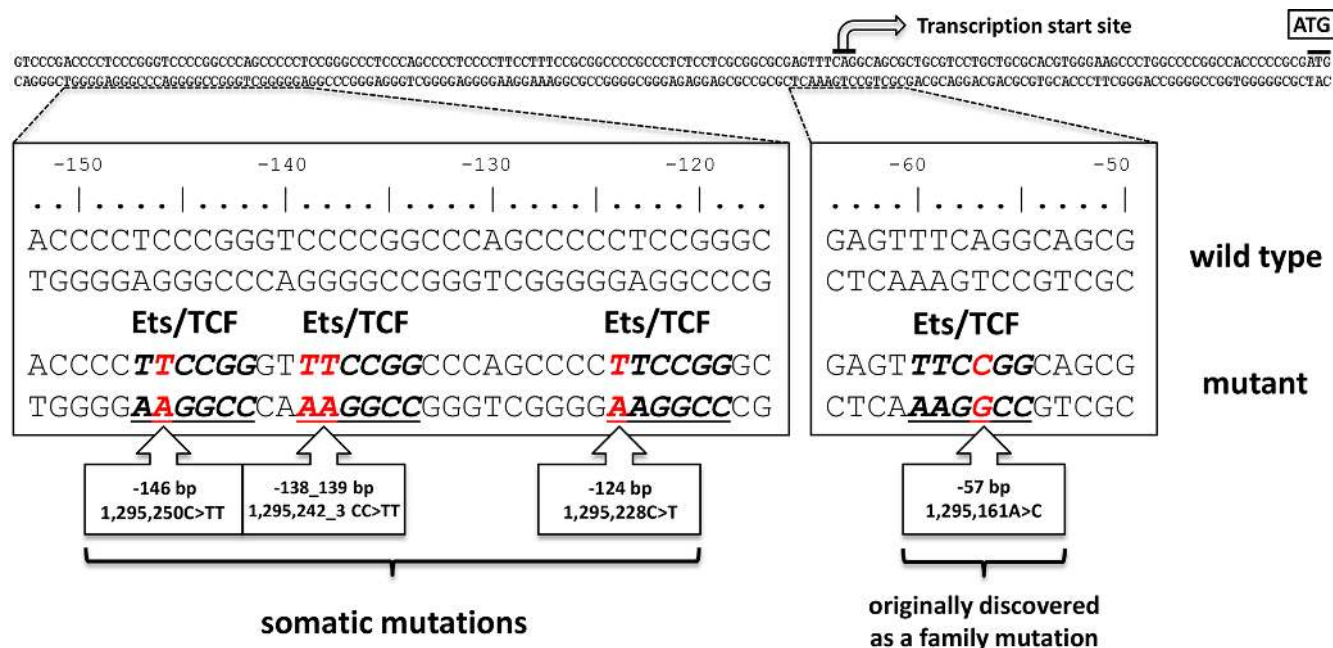 Transcription start site
ATG
GTCCCGACCCCTCCCGGGTCCCCGGCCCAGCCCCCTCCGGGCCCTCCCAGCCCCTCCCCTTCCTTTCCGCGGCCCCGCCCTCTCCTCGCGGCGCGAGTTTCAGGCAGCGCTGCGTCCTGCTGCGCACGTGGGAAGCCCTGGCCCCGGCCACCCCCGCGATG
CAGGGCTGGGGAGGGCCCAGGGGCCGGGTCGGGGGAGGCCCGGGAGGGTCGGGGAGGGGAAGGAAAGGCGCCGGGGCGGGAGAGGAGCGCCGCGCTCAAAGTCCGTCGCGACGCAGGACGACGCGTGCACCCTTCGGGACCGGGGCCGGTGGGGGCGCTAC
-150 -140 -130 -120
ACCCCTCCCGGGTCCCCGGCCCAGCCCCCTCCGGGC
TGGGGAGGGCCCAGGGGCCGGGTCGGGGGAGGCCCG
Ets/TCF Ets/TCF Ets/TCF
ACCCCTTCCGGGTTTCCGGCCCAGCCCCTTCCGGGC
TGGGGAAGGCCCAAAGGCCGGGTCGGGGAAGGCCCG
-60 -50
GAGTTTCAGGCAGCG
CTCAAAGTCCGTCGC
Ets/TCF
GAGTTTCCGGCAGCG
CTCAAAGGCCGTCGC
wild type
mutant
-146 bp
1,295,250C>TT
-138_139 bp
1,295,242_3 CC>TT
-124 bp
1,295,228C>T
-57 bp
1,295,161A>C
somatic mutations
originally discovered
as a family mutation